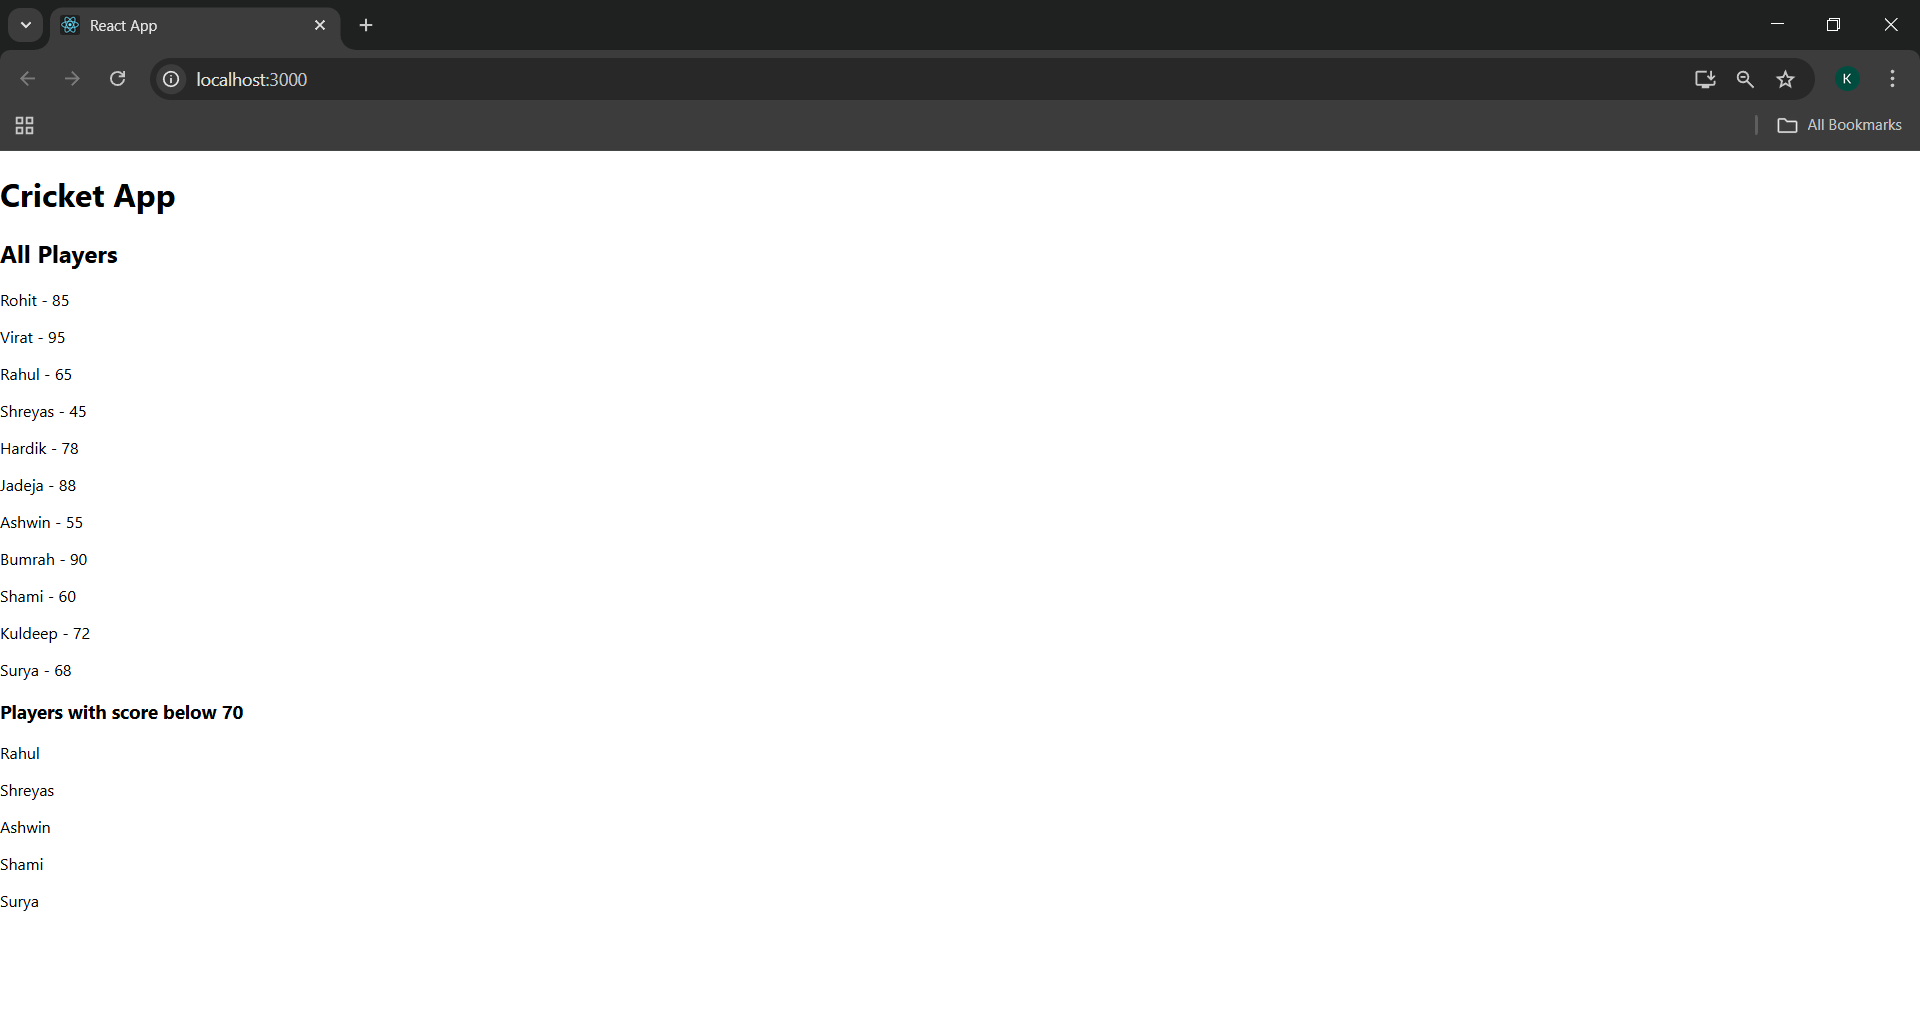 React App
localhost:3000
K
All Bookmarks
Cricket App
All Players
Rohit - 85
Virat - 95
Rahul - 65
Shreyas - 45
Hardik - 78
Jadeja - 88
Ashwin - 55
Bumrah - 90
Shami - 60
Kuldeep - 72
Surya - 68
Players with score below 70
Rahul
Shreyas
Ashwin
Shami
Surya